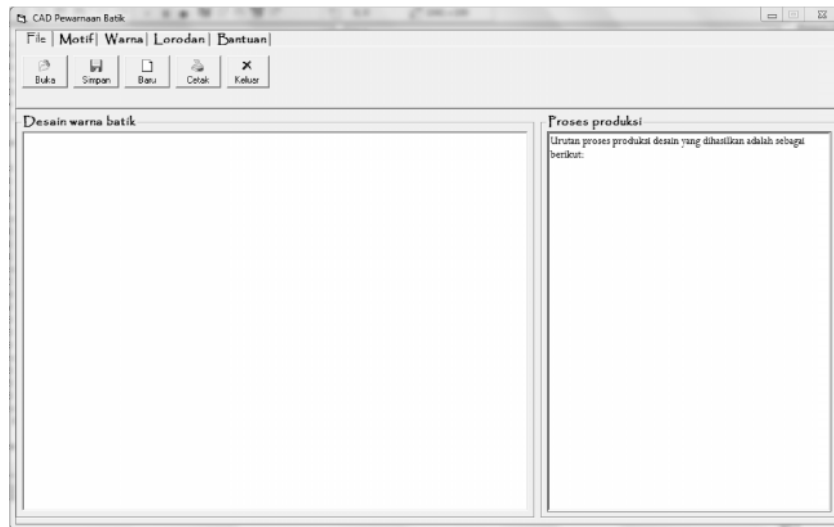 CAD Pewarnaan Batik
File | Motif | Warna | Lorodan | Bantuan |
Buka Simpan Baru Cetak Keluar
Desain warna batik
Proses produksi
Urutan proses produksi desain yang dihasilkan adalah sebagai
berikut: